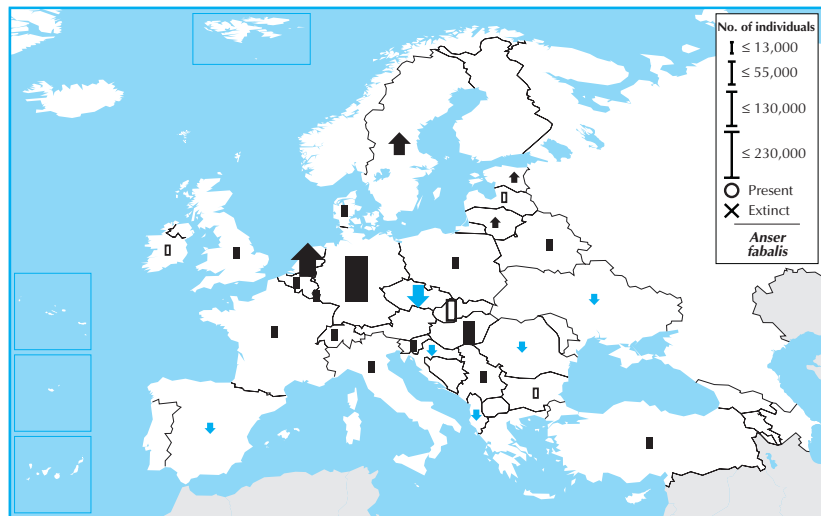 No. of individuals
≤ 13,000
≤ 55,000
≤ 130,000
≤ 230,000
Present
Extinct
Anser
fabalis